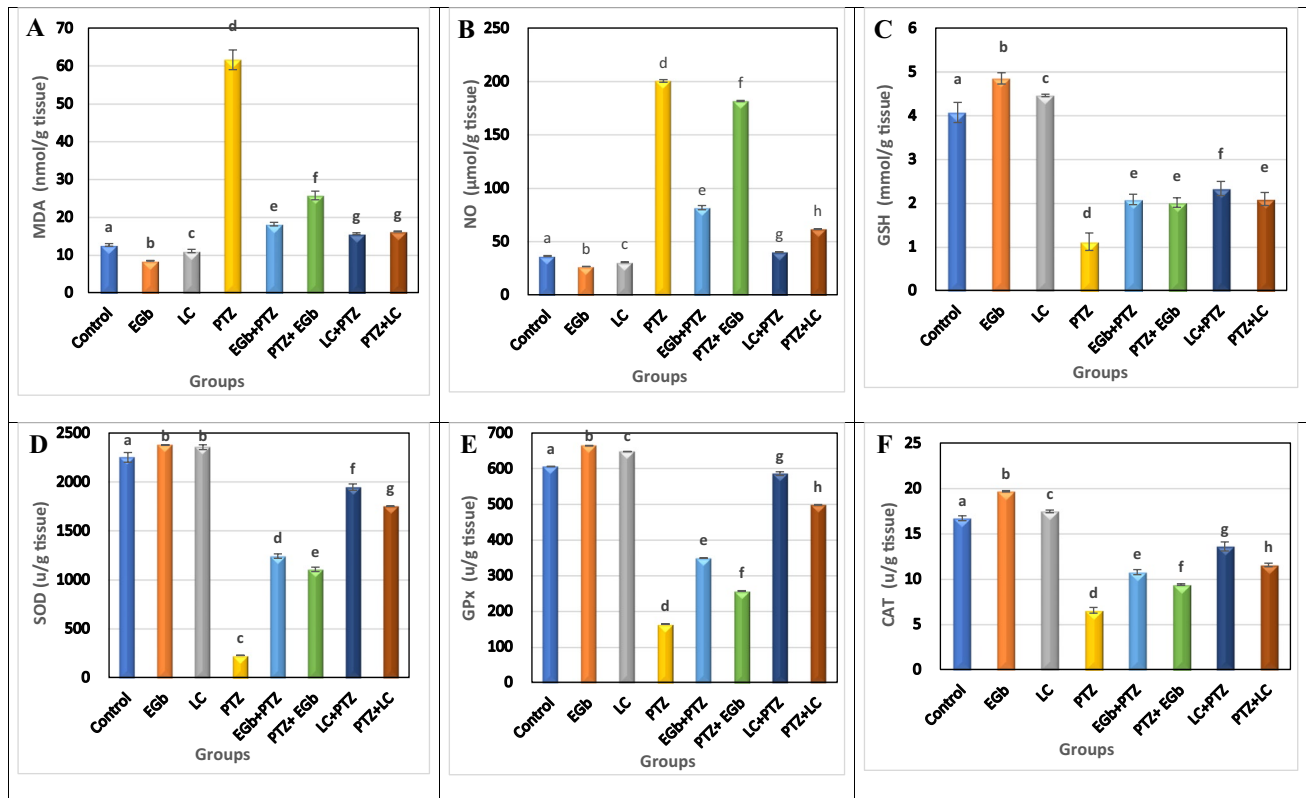 A
MDA (nmol/g tissue)
70
60
50
40
30
20
10
0
a
b
c
d
e
f
g
g
Control
EGb
LC
PTZ
EGb+PTZ
PTZ+ EGb
LC+PTZ
PTZ+LC
Groups
B
NO (µmol/g tissue)
250
200
150
100
50
0
a
b
c
d
e
f
g
h
Control
EGb
LC
PTZ
EGb+PTZ
PTZ+ EGb
LC+PTZ
PTZ+LC
Groups
C
GSH (mmol/g tissue)
6
5
4
3
2
1
0
a
b
c
d
e
e
f
e
Control
EGb
LC
PTZ
EGb+PTZ
PTZ+ EGb
LC+PTZ
PTZ+LC
Groups
D
SOD (u/g tissue)
2500
2000
1500
1000
500
0
a
b
b
c
d
e
f
g
Control
EGb
LC
PTZ
EGb+PTZ
PTZ+ EGb
LC+PTZ
PTZ+LC
Groups
E
GPx (u/g tissue)
700
600
500
400
300
200
100
0
a
b
c
d
e
f
g
h
Control
EGb
LC
PTZ
EGb+PTZ
PTZ+ EGb
LC+PTZ
PTZ+LC
Groups
F
CAT (u/g tissue)
25
20
15
10
5
0
a
b
c
d
e
f
g
h
Control
EGb
LC
PTZ
EGb+PTZ
PTZ+ EGb
LC+PTZ
PTZ+LC
Groups